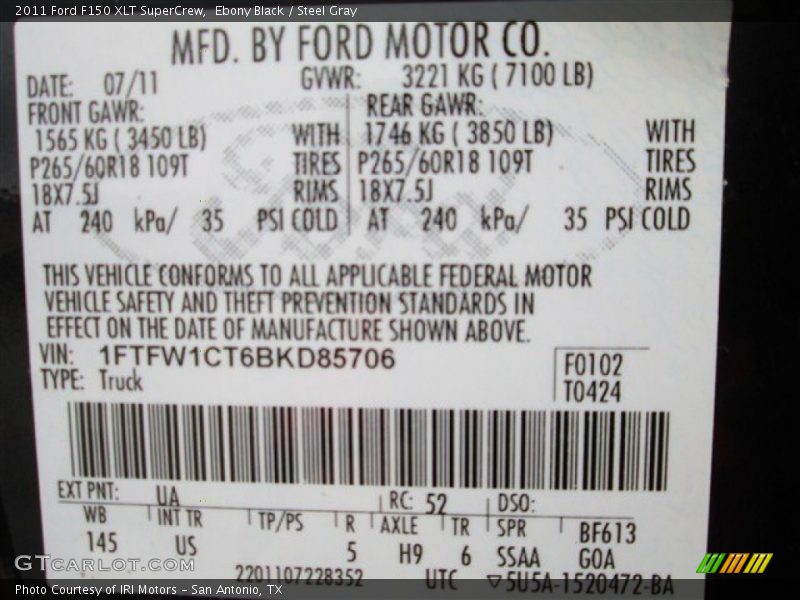 2011 Ford F150 XLT SuperCrew, Ebony Black / Steel Gray
MFD. BY FORD MOTOR CO.
DATE: 07/11 GVWR: 3221 KG ( 7100 LB)
FRONT GAWR: REAR GAWR:
1565 KG ( 3450 LB) WITH 1746 KG ( 3850 LB) WITH
P265/60R18 109T TIRES P265/60R18 109T TIRES
18X7.5J RIMS 18X7.5J RIMS
AT 240 kPa/ 35 PSI COLD AT 240 kPa/ 35 PSI COLD
THIS VEHICLE CONFORMS TO ALL APPLICABLE FEDERAL MOTOR
VEHICLE SAFETY AND THEFT PREVENTION STANDARDS IN
EFFECT ON THE DATE OF MANUFACTURE SHOWN ABOVE.
VIN: 1FTFW1CT6BKD85706 F0102
TYPE: Truck T0424
EXT PNT: UA RC: 52 DSO:
WB INT TR TP/PS R AXLE TR SPR BF613
145 US 5 H9 6 SSAA GOA
2201107228352 UTC ▽5U5A-1520472-BA
GTCARLOT.COM
Photo Courtesy of IRI Motors – San Antonio, TX